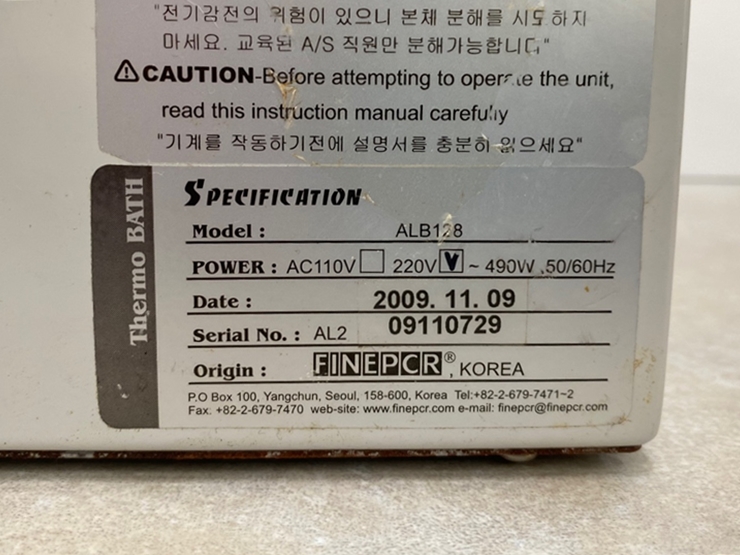 "전기감전의 위험이 있으니 본체 분해를 시도하지
마세요. 교육된 A/S 직원만 분해가능합니다"
⚠CAUTION-Before attempting to operate the unit,
read this instruction manual carefully
"기계를 작동하기전에 설명서를 충분히 읽으세요"
Thermo BATH
SPECIFICATION
Model : ALB128
POWER : AC110V☐ 220V☑ ~ 490W .50/60Hz
Date : 2009. 11. 09
Serial No. : AL2 09110729
Origin : FINEPCR®, KOREA
P.O Box 100, Yangchun, Seoul, 158-600, Korea Tel:+82-2-679-7471~2
Fax: +82-2-679-7470 web-site: www.finepcr.com e-mail: finepcr@finepcr.com